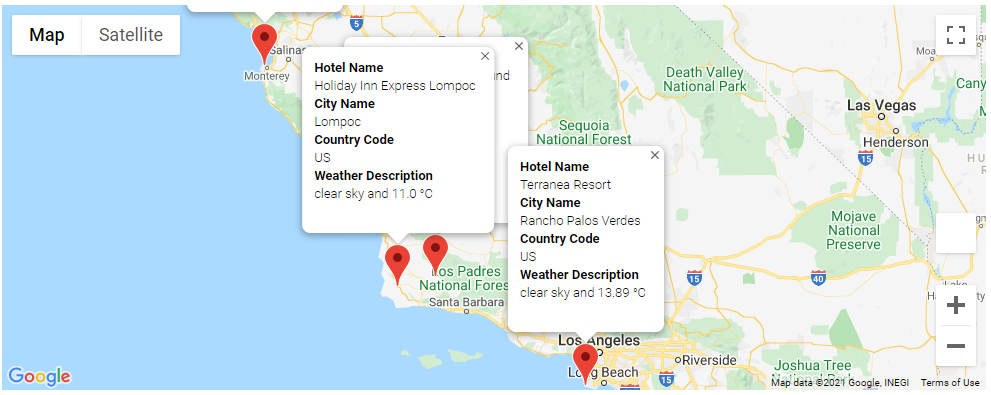 Map
Satellite
5
Salinas
Monterey
Hotel Name
Holiday Inn Express Lompoc
City Name
Lompoc
Country Code
US
Weather Description
clear sky and 11.0 °C
nd
Death Valley
National Park
Las Vegas
Henderson
15
Sequoia
National Forest
Hotel Name
Terranea Resort
City Name
Rancho Palos Verdes
Country Code
US
Weather Description
clear sky and 13.89 °C
Mojave
National
Preserve
15
40
Los Padres
National Fores
Santa Barbara
Los Angeles
Riverside
Long Beach
15
Joshua Tree
National Park
Google
Map data ©2021 Google, INEGI
Terms of Use